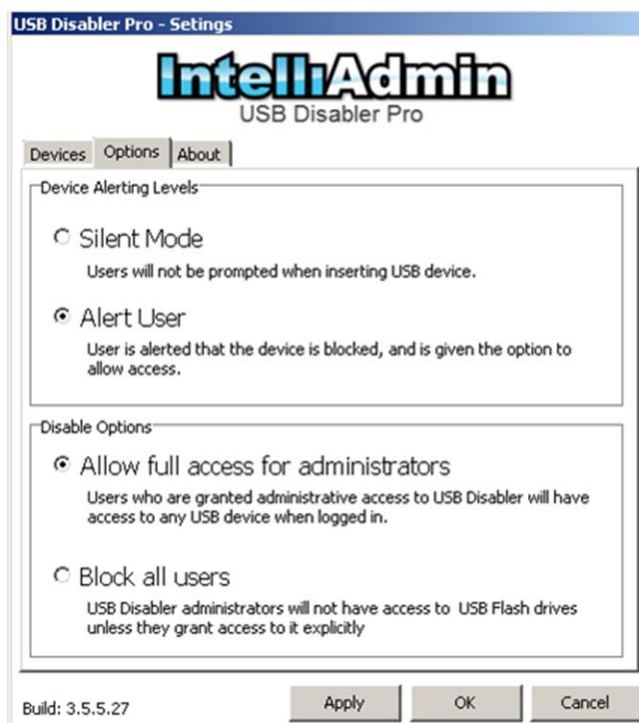 USB Disabler Pro - Setings
IntelliAdmin
USB Disabler Pro
Devices Options About
Device Alerting Levels
Silent Mode
Users will not be prompted when inserting USB device.
Alert User
User is alerted that the device is blocked, and is given the option to
allow access.
Disable Options
Allow full access for administrators
Users who are granted administrative access to USB Disabler will have
access to any USB device when logged in.
Block all users
USB Disabler administrators will not have access to USB Flash drives
unless they grant access to it explicitly
Build: 3.5.5.27 Apply OK Cancel